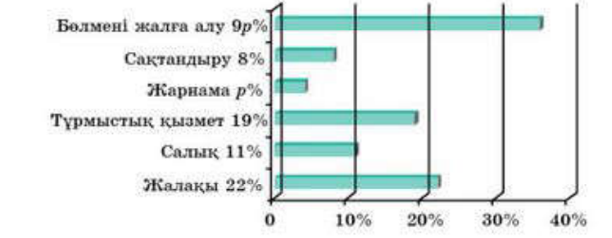 Бөлмені жалға алу 9p%
Сақтандыру 8%
Жарнама p%
Тұрмыстық қызмет 19%
Салық 11%
Жалақы 22%
0 10% 20% 30% 40%